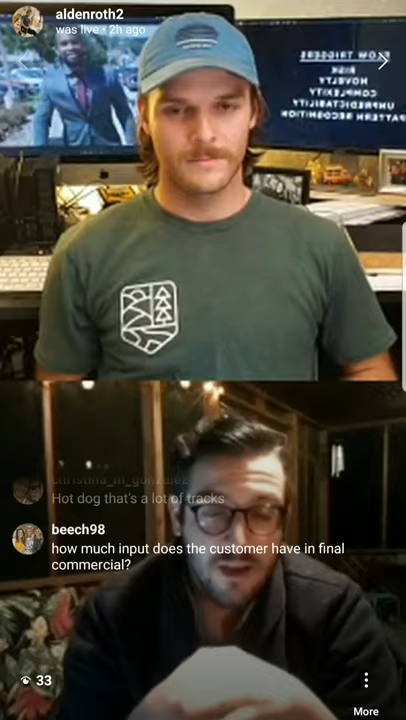 aldenroth2
was live • 2h ago
FLOW TRIGGERS
RISK
NOVELTY
COMPLEXITY
UNPREDICTABILITY
PATTERN RECOGNITION
christina_m_gonzalez
Hot dog that's a lot of tracks
beech98
how much input does the customer have in final
commercial?
33
More